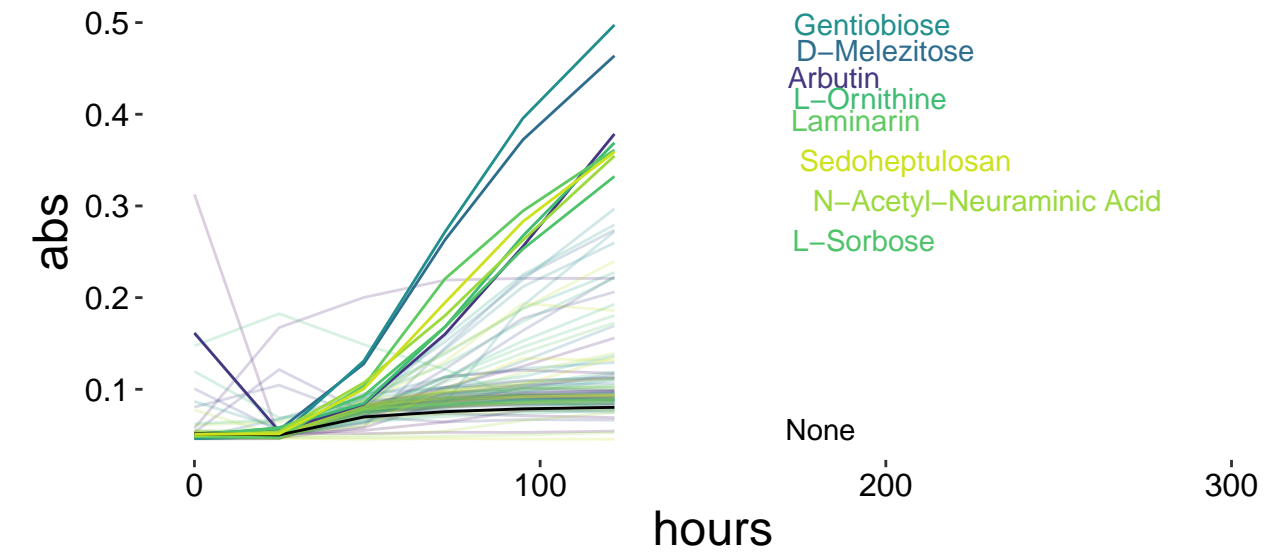 0.5
0.4
0.3
0.2
0.1
abs
Gentiobiose
D−Melezitose
Arbutin
L−Ornithine
Laminarin
Sedoheptulosan
N−Acetyl−Neuraminic Acid
L−Sorbose
None
0 100 200 300
hours